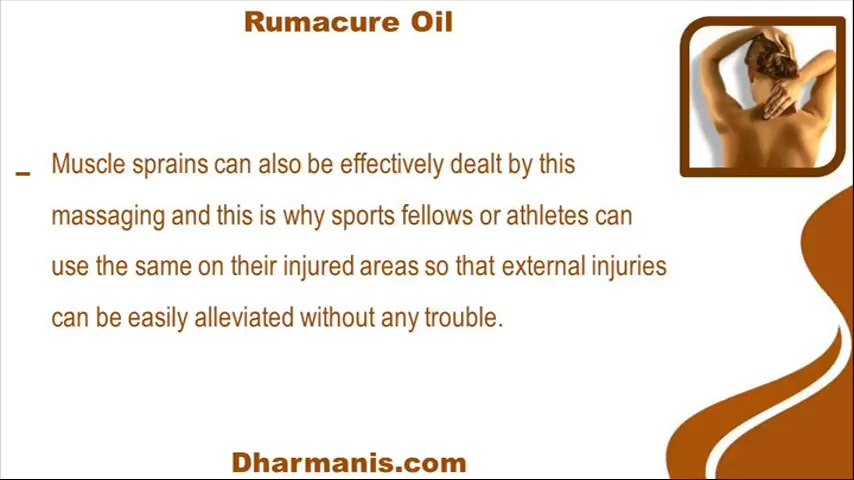 Rumacure Oil
– Muscle sprains can also be effectively dealt by this
massaging and this is why sports fellows or athletes can
use the same on their injured areas so that external injuries
can be easily alleviated without any trouble.
Dharmanis.com